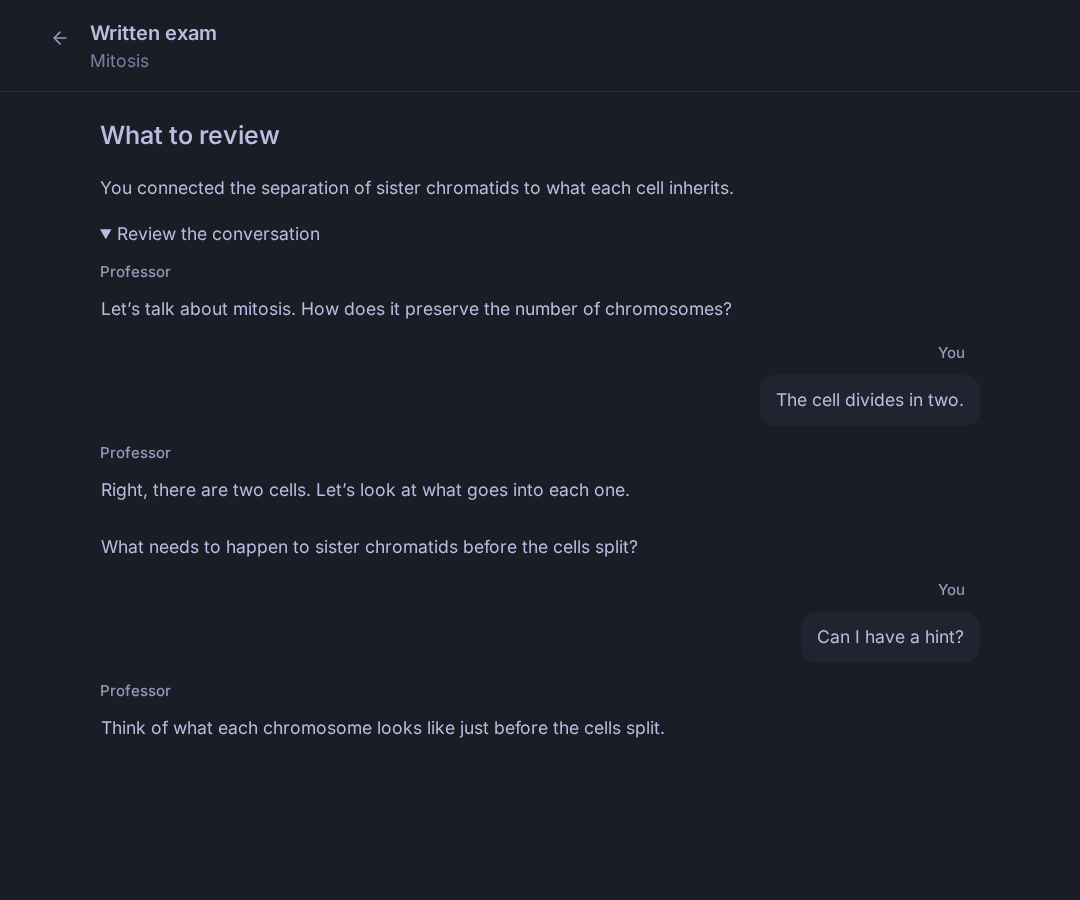 Written exam
Mitosis
What to review
You connected the separation of sister chromatids to what each cell inherits.
Review the conversation
Professor
Let’s talk about mitosis. How does it preserve the number of chromosomes?
You
The cell divides in two.
Professor
Right, there are two cells. Let’s look at what goes into each one.
What needs to happen to sister chromatids before the cells split?
You
Can I have a hint?
Professor
Think of what each chromosome looks like just before the cells split.